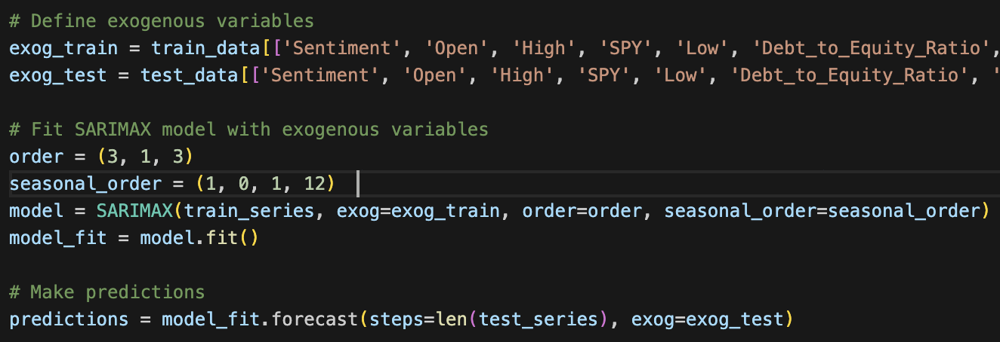 # Define exogenous variables
exog_train = train_data[['Sentiment', 'Open', 'High', 'SPY', 'Low', 'Debt_to_Equity_Ratio',
exog_test = test_data[['Sentiment', 'Open', 'High', 'SPY', 'Low', 'Debt_to_Equity_Ratio', '
# Fit SARIMAX model with exogenous variables
order = (3, 1, 3)
seasonal_order = (1, 0, 1, 12)
model = SARIMAX(train_series, exog=exog_train, order=order, seasonal_order=seasonal_order)
model_fit = model.fit()
# Make predictions
predictions = model_fit.forecast(steps=len(test_series), exog=exog_test)